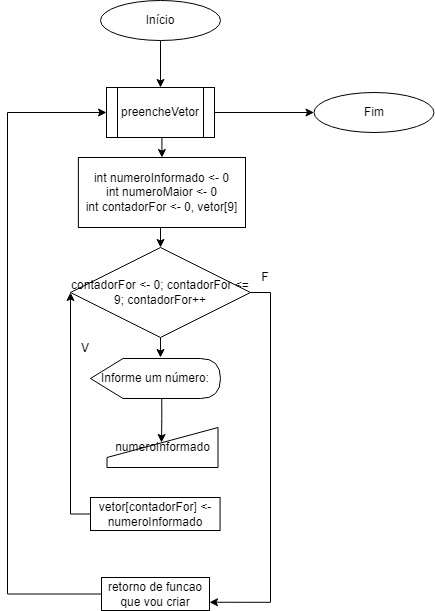 Início
preencheVetor
Fim
int numeroInformado <- 0
int numeroMaior <- 0
int contadorFor <- 0, vetor[9]
contadorFor <- 0; contadorFor <=
9; contadorFor++
F
V
Informe um número:
numeroInformado
vetor[contadorFor] <-
numeroInformado
retorno de funcao
que vou criar